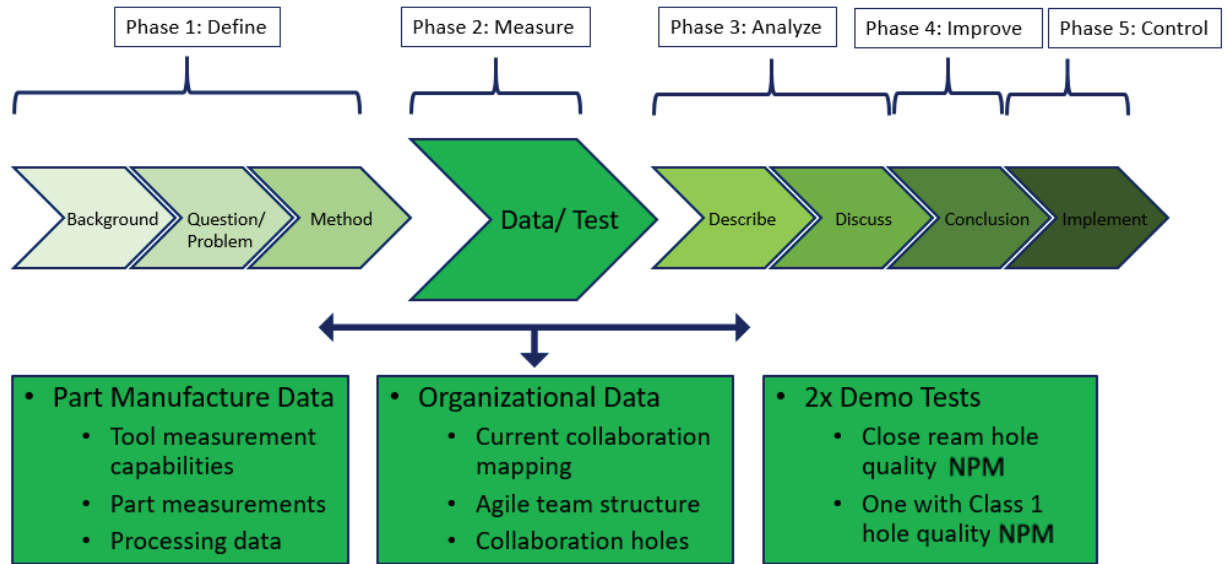 Phase 1: Define
Phase 2: Measure
Phase 3: Analyze
Phase 4: Improve
Phase 5: Control
Background
Question/
Problem
Method
Data/ Test
Describe
Discuss
Conclusion
Implement
• Part Manufacture Data
• Tool measurement
capabilities
• Part measurements
• Processing data
• Organizational Data
• Current collaboration
mapping
• Agile team structure
• Collaboration holes
• 2x Demo Tests
• Close ream hole
quality NPM
• One with Class 1
hole quality NPM